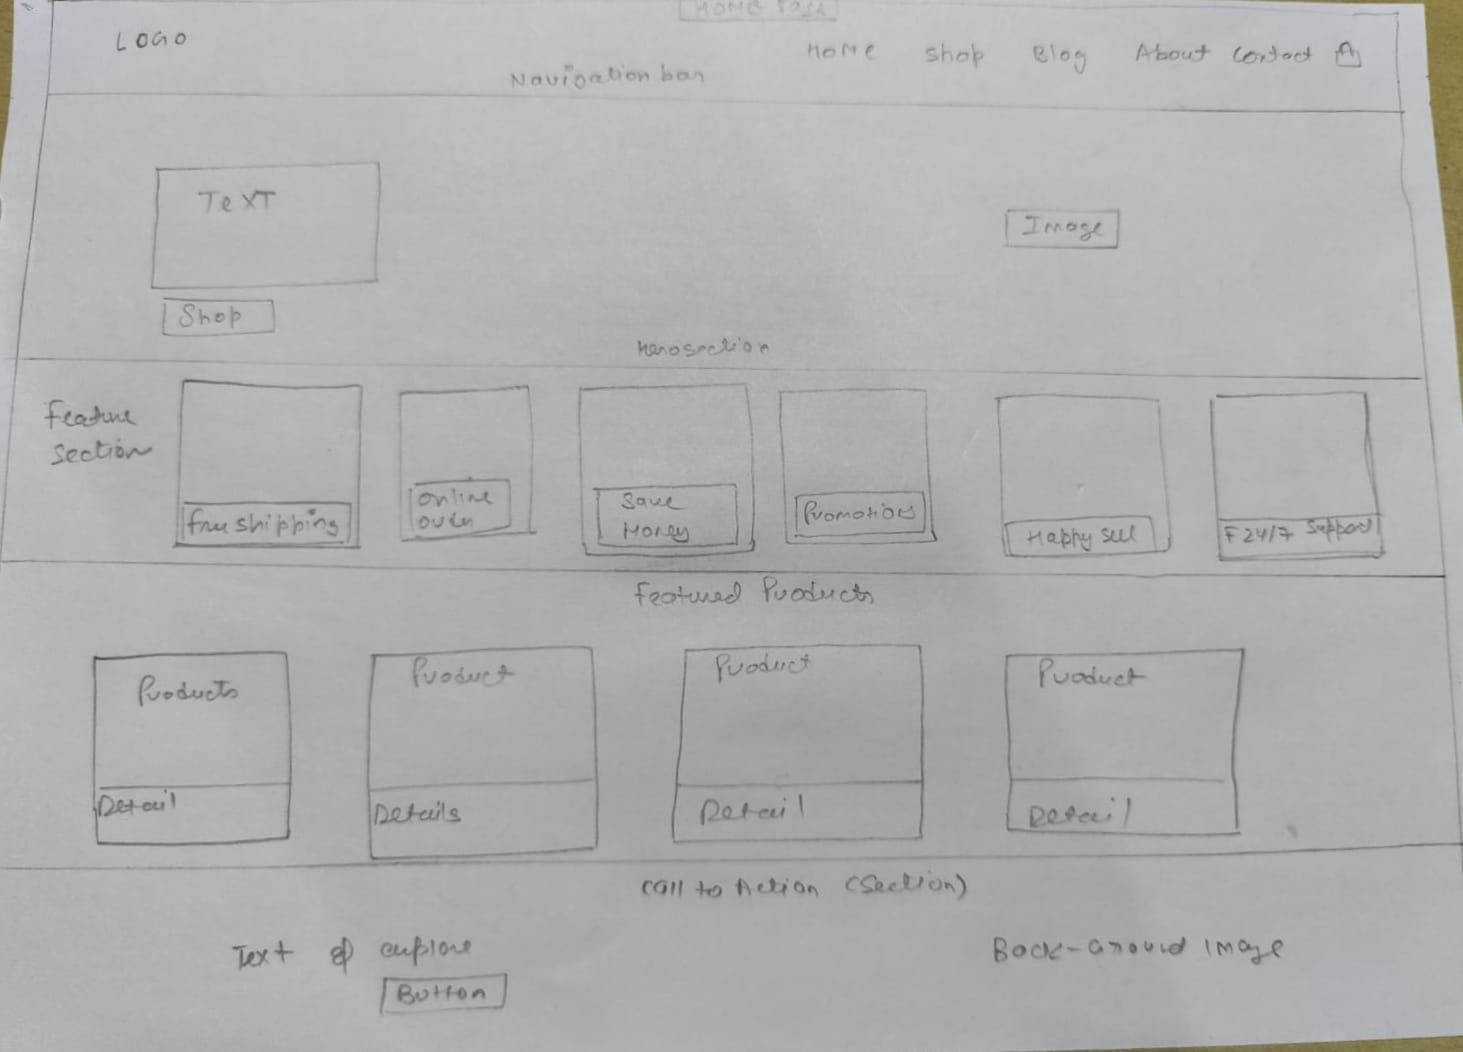 HOME Page
LOGO
HOME Shop Blog About Contact
Navigation bar
Text
Image
Shop
Herosection
Feature
Section
Free shipping
Online
Order
Save
Money
Promotions
Happy sell
F 24/7 Support
Featured Products
Products
Product
Product
Product
Detail
Details
Detail
Detail
Call to Action (Section)
Text & explore
Back-Ground Image
Button